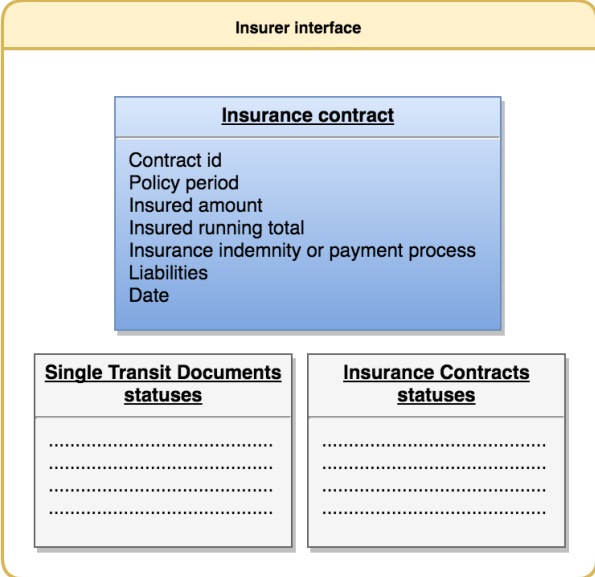 Insurer interface
Insurance contract
Contract id
Policy period
Insured amount
Insured running total
Insurance indemnity or payment process
Liabilities
Date
Single Transit Documents
statuses
........................................
........................................
........................................
........................................
Insurance Contracts
statuses
........................................
........................................
........................................
........................................